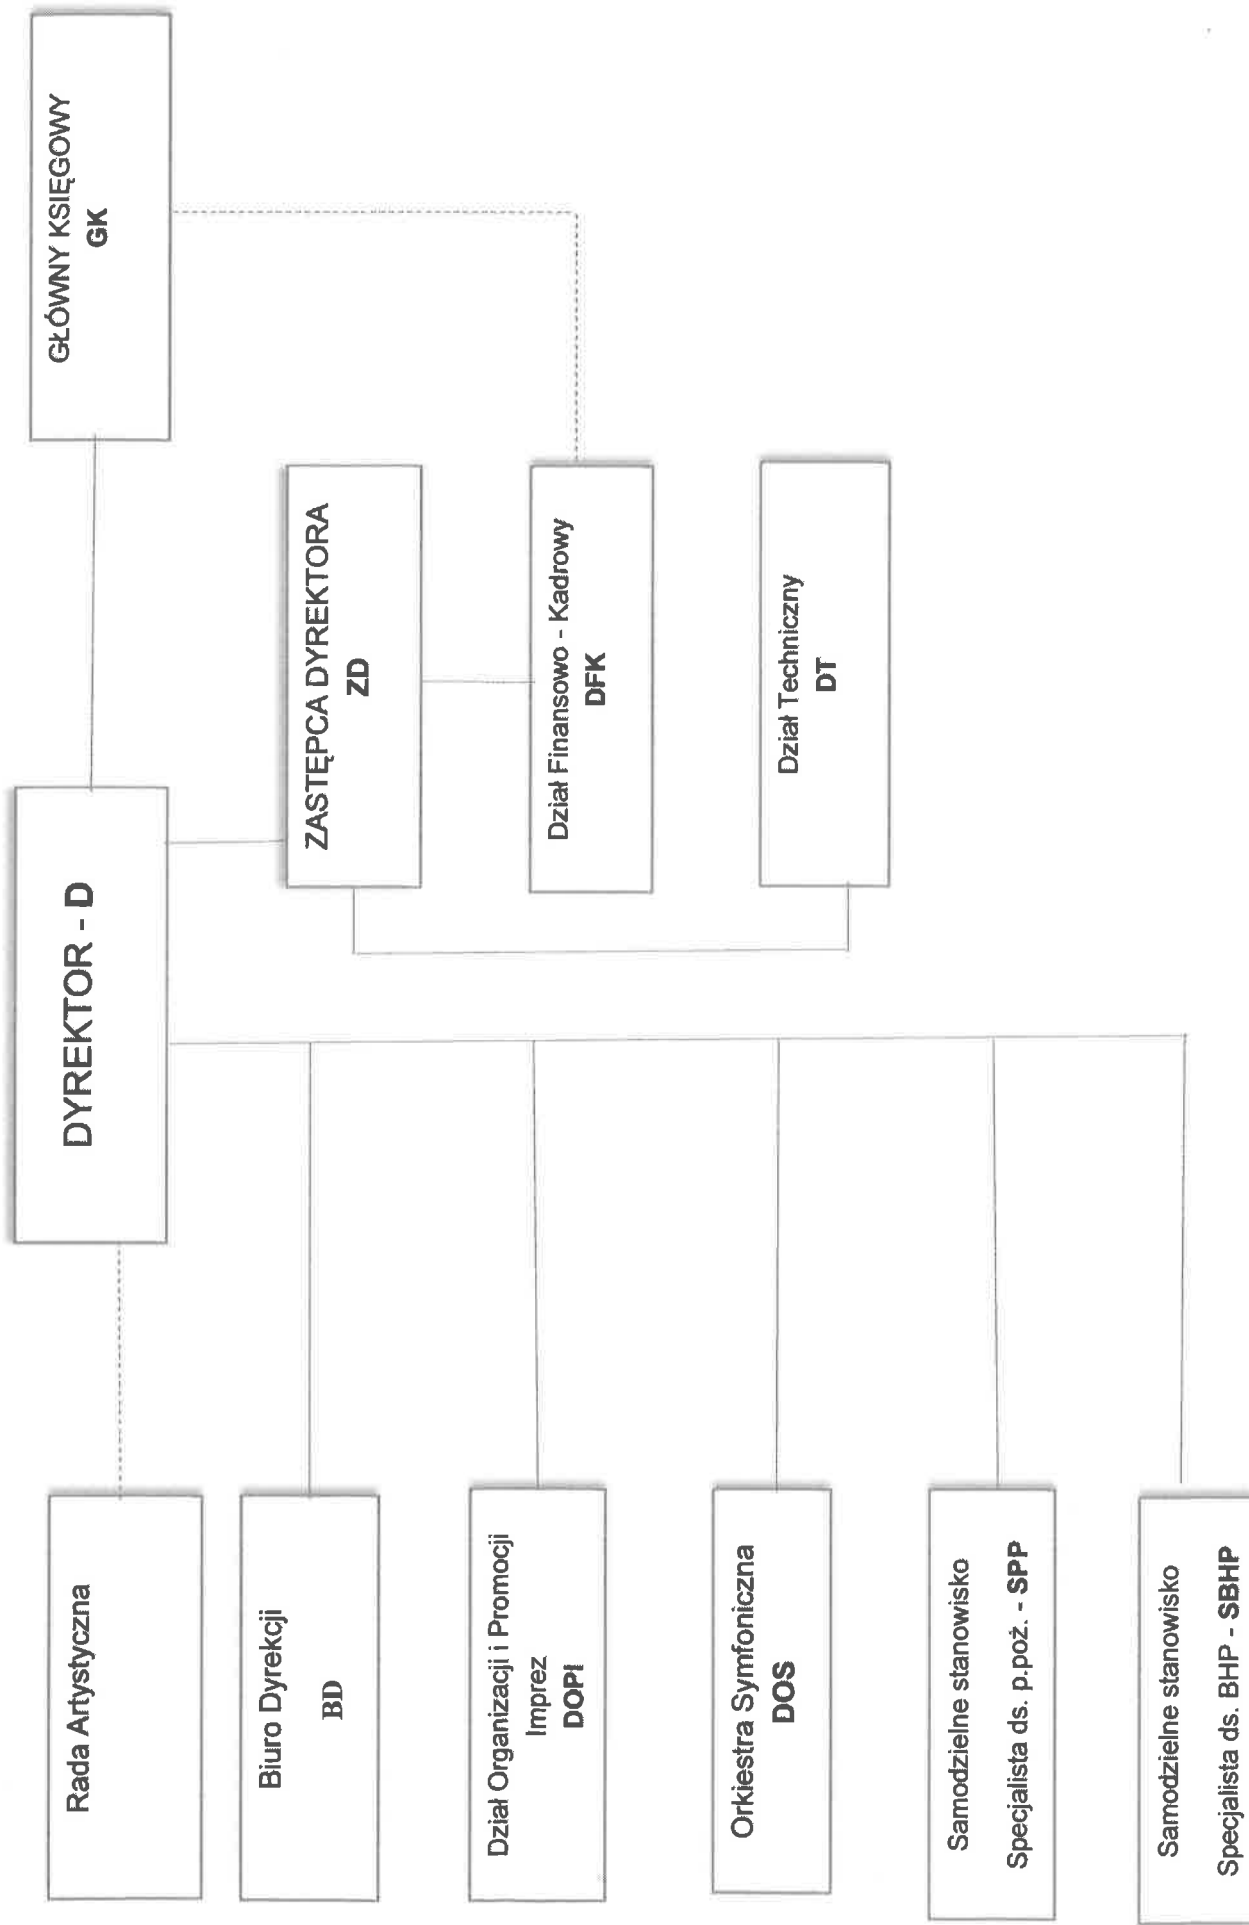 DYREKTOR - D
GŁÓWNY KSIĘGOWY
GK
Rada Artystyczna
Biuro Dyrekcji
BD
ZASTĘPCA DYREKTORA
ZD
Dział Organizacji i Promocji
Imprez
DOPI
Dział Finansowo - Kadrowy
DFK
Orkiestra Symfoniczna
DOS
Dział Techniczny
DT
Samodzielne stanowisko
Specjalista ds. p.poż. - SPP
Samodzielne stanowisko
Specjalista ds. BHP - SBHP